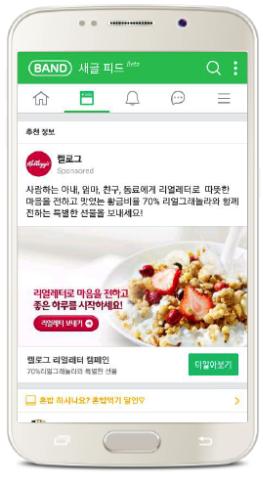 BAND 새글 피드 Beta
추천 정보
Kellogg's
켈로그
Sponsored
사랑하는 아내, 엄마, 친구, 동료에게 리얼레터로 따뜻한
마음을 전하고 맛있는 황금비율 70% 리얼그래놀라와 함께
전하는 특별한 선물을 보내세요!
리얼레터로 마음을 전하고
좋은 하루를 시작하세요!
리얼레터 보내기
켈로그 리얼레터 캠페인
70%리얼그래놀라와 특별한 선물
더알아보기
혼밥 하시나요? 혼밥먹기 달인